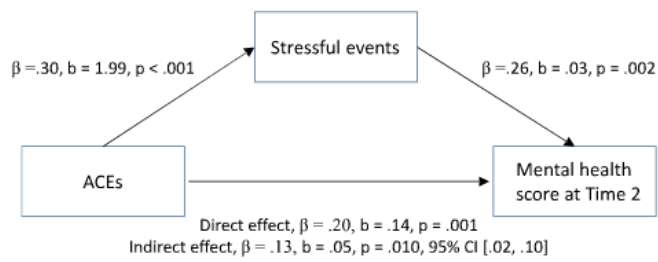 Stressful events
β =.30, b = 1.99, p < .001
β =.26, b = .03, p = .002
ACEs
Mental health
score at Time 2
Direct effect, β = .20, b = .14, p = .001
Indirect effect, β = .13, b = .05, p = .010, 95% CI [.02, .10]